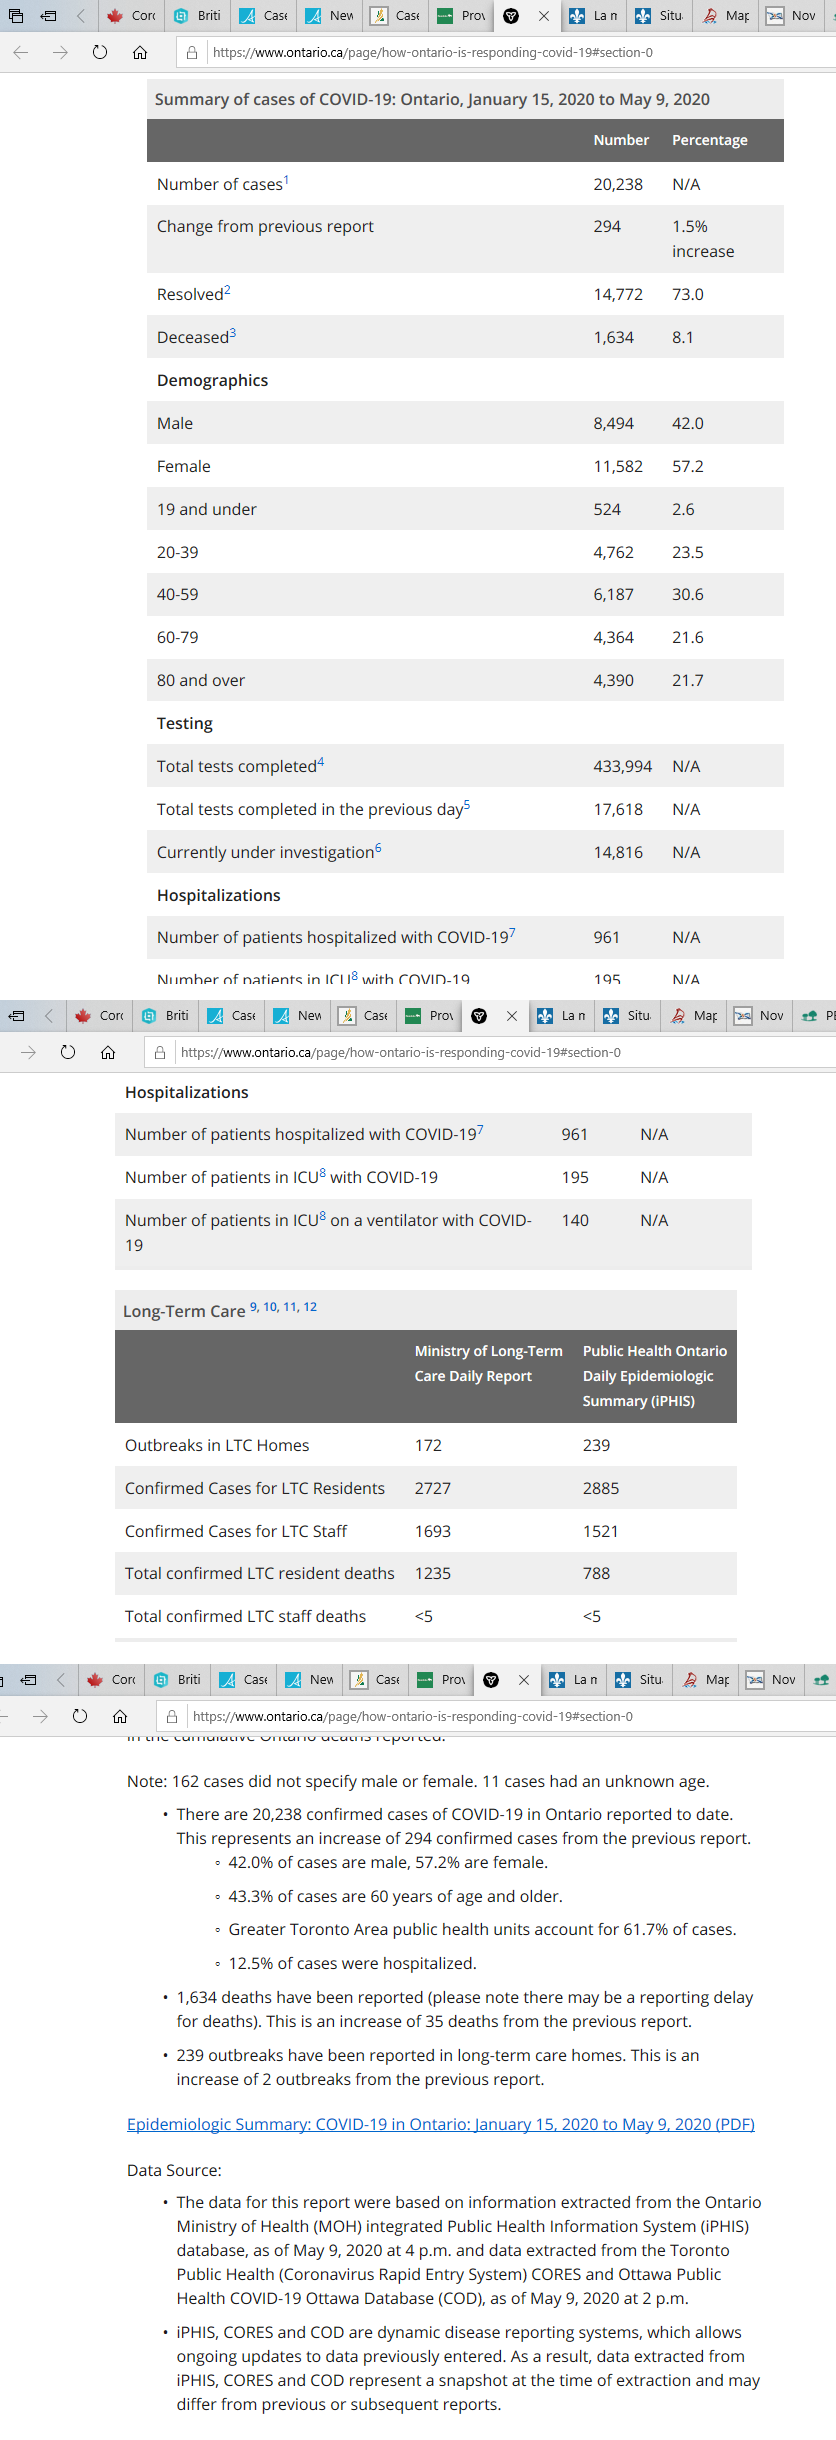 Corc Briti Case New Case Prov La n Situ Map Nov
https://www.ontario.ca/page/how-ontario-is-responding-covid-19#section-0
Summary of cases of COVID-19: Ontario, January 15, 2020 to May 9, 2020
Number Percentage
Number of cases1 20,238 N/A
Change from previous report 294 1.5%
increase
Resolved2 14,772 73.0
Deceased3 1,634 8.1
Demographics
Male 8,494 42.0
Female 11,582 57.2
19 and under 524 2.6
20-39 4,762 23.5
40-59 6,187 30.6
60-79 4,364 21.6
80 and over 4,390 21.7
Testing
Total tests completed4 433,994 N/A
Total tests completed in the previous day5 17,618 N/A
Currently under investigation6 14,816 N/A
Hospitalizations
Number of patients hospitalized with COVID-197 961 N/A
Number of patients in ICU8 with COVID-19 195 N/A
Corc Briti Case New Case Prov La n Situ Map Nov PE
https://www.ontario.ca/page/how-ontario-is-responding-covid-19#section-0
Hospitalizations
Number of patients hospitalized with COVID-197 961 N/A
Number of patients in ICU8 with COVID-19 195 N/A
Number of patients in ICU8 on a ventilator with COVID- 140 N/A
19
Long-Term Care 9, 10, 11, 12
Ministry of Long-Term Public Health Ontario
Care Daily Report Daily Epidemiologic
Summary (iPHIS)
Outbreaks in LTC Homes 172 239
Confirmed Cases for LTC Residents 2727 2885
Confirmed Cases for LTC Staff 1693 1521
Total confirmed LTC resident deaths 1235 788
Total confirmed LTC staff deaths <5 <5
Corc Briti Case New Case Prov La n Situ Map Nov
https://www.ontario.ca/page/how-ontario-is-responding-covid-19#section-0
in the cumulative Ontario deaths reported.
Note: 162 cases did not specify male or female. 11 cases had an unknown age.
• There are 20,238 confirmed cases of COVID-19 in Ontario reported to date.
This represents an increase of 294 confirmed cases from the previous report.
◦ 42.0% of cases are male, 57.2% are female.
◦ 43.3% of cases are 60 years of age and older.
◦ Greater Toronto Area public health units account for 61.7% of cases.
◦ 12.5% of cases were hospitalized.
• 1,634 deaths have been reported (please note there may be a reporting delay
for deaths). This is an increase of 35 deaths from the previous report.
• 239 outbreaks have been reported in long-term care homes. This is an
increase of 2 outbreaks from the previous report.
Epidemiologic Summary: COVID-19 in Ontario: January 15, 2020 to May 9, 2020 (PDF)
Data Source:
• The data for this report were based on information extracted from the Ontario
Ministry of Health (MOH) integrated Public Health Information System (iPHIS)
database, as of May 9, 2020 at 4 p.m. and data extracted from the Toronto
Public Health (Coronavirus Rapid Entry System) CORES and Ottawa Public
Health COVID-19 Ottawa Database (COD), as of May 9, 2020 at 2 p.m.
• iPHIS, CORES and COD are dynamic disease reporting systems, which allows
ongoing updates to data previously entered. As a result, data extracted from
iPHIS, CORES and COD represent a snapshot at the time of extraction and may
differ from previous or subsequent reports.